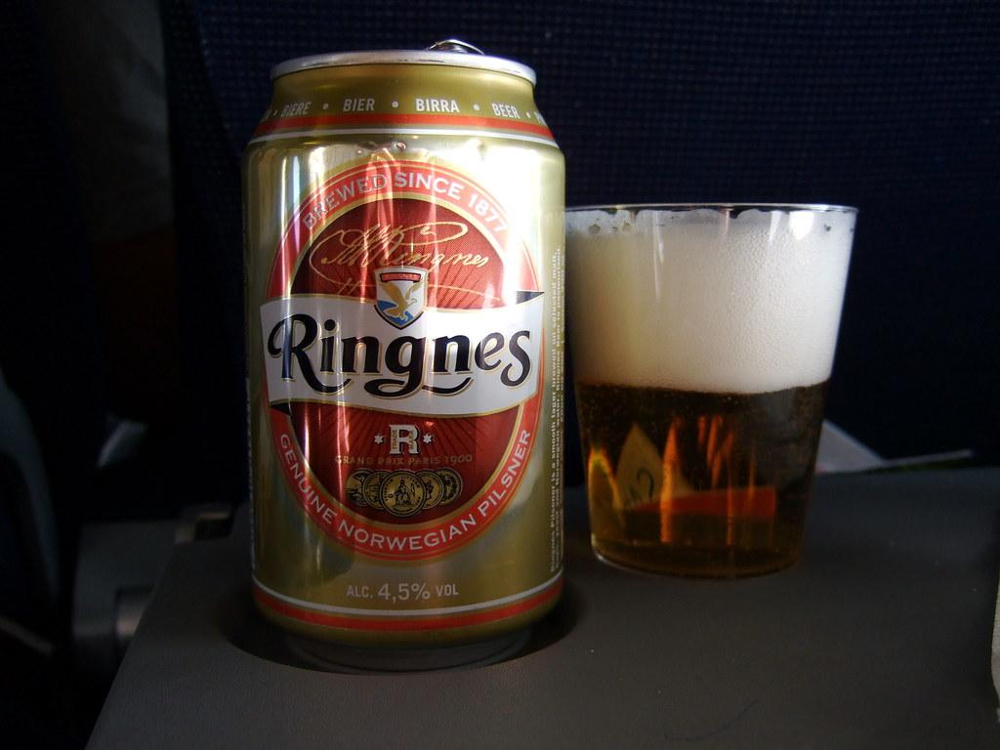 BIERE • BIER • BIRRA • BEER •
BREWED SINCE 1877
Ringnes
Ringnes
R
GRAND PRIX PARIS 1900
GENUINE NORWEGIAN PILSNER
ALC. 4,5% VOL